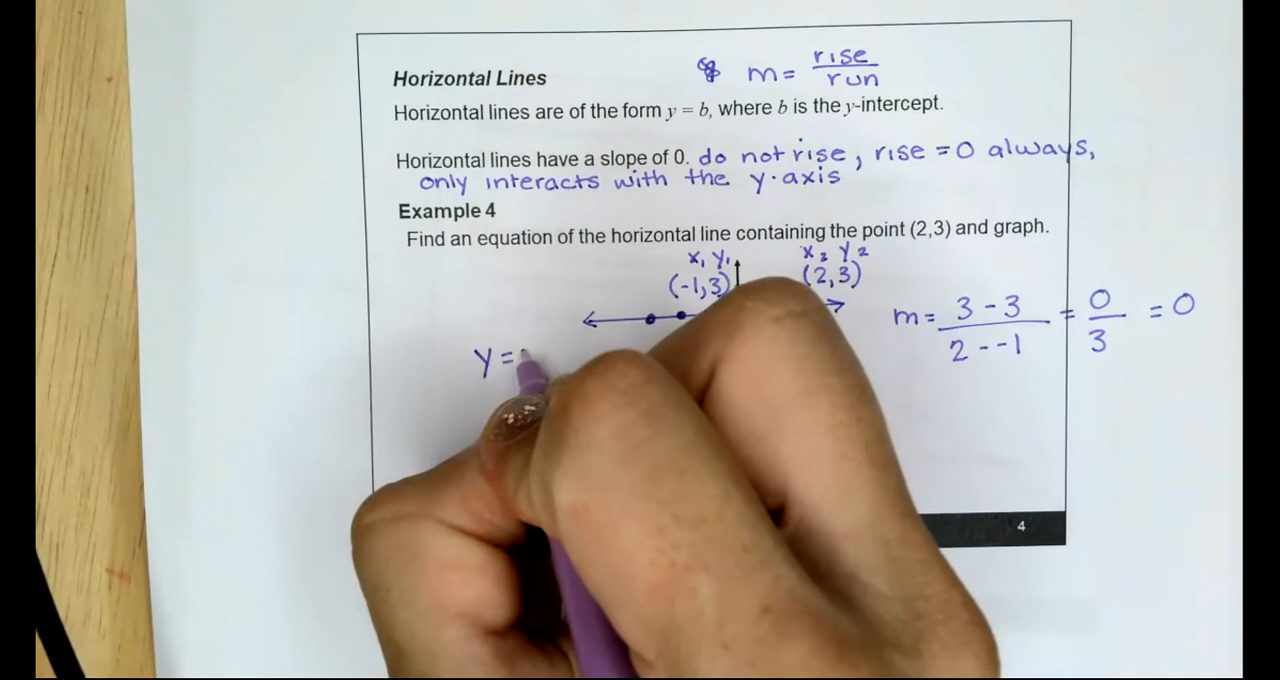 Horizontal Lines
m = rise / run
Horizontal lines are of the form y = b, where b is the y-intercept.
Horizontal lines have a slope of 0. do not rise, rise = 0 always,
only interacts with the y-axis
Example 4
Find an equation of the horizontal line containing the point (2,3) and graph.
x₁ y₁ x₂ y₂
(-1,3) (2,3)
m = 3 - 3 / 2 - -1 = 0 / 3 = 0
y =
4